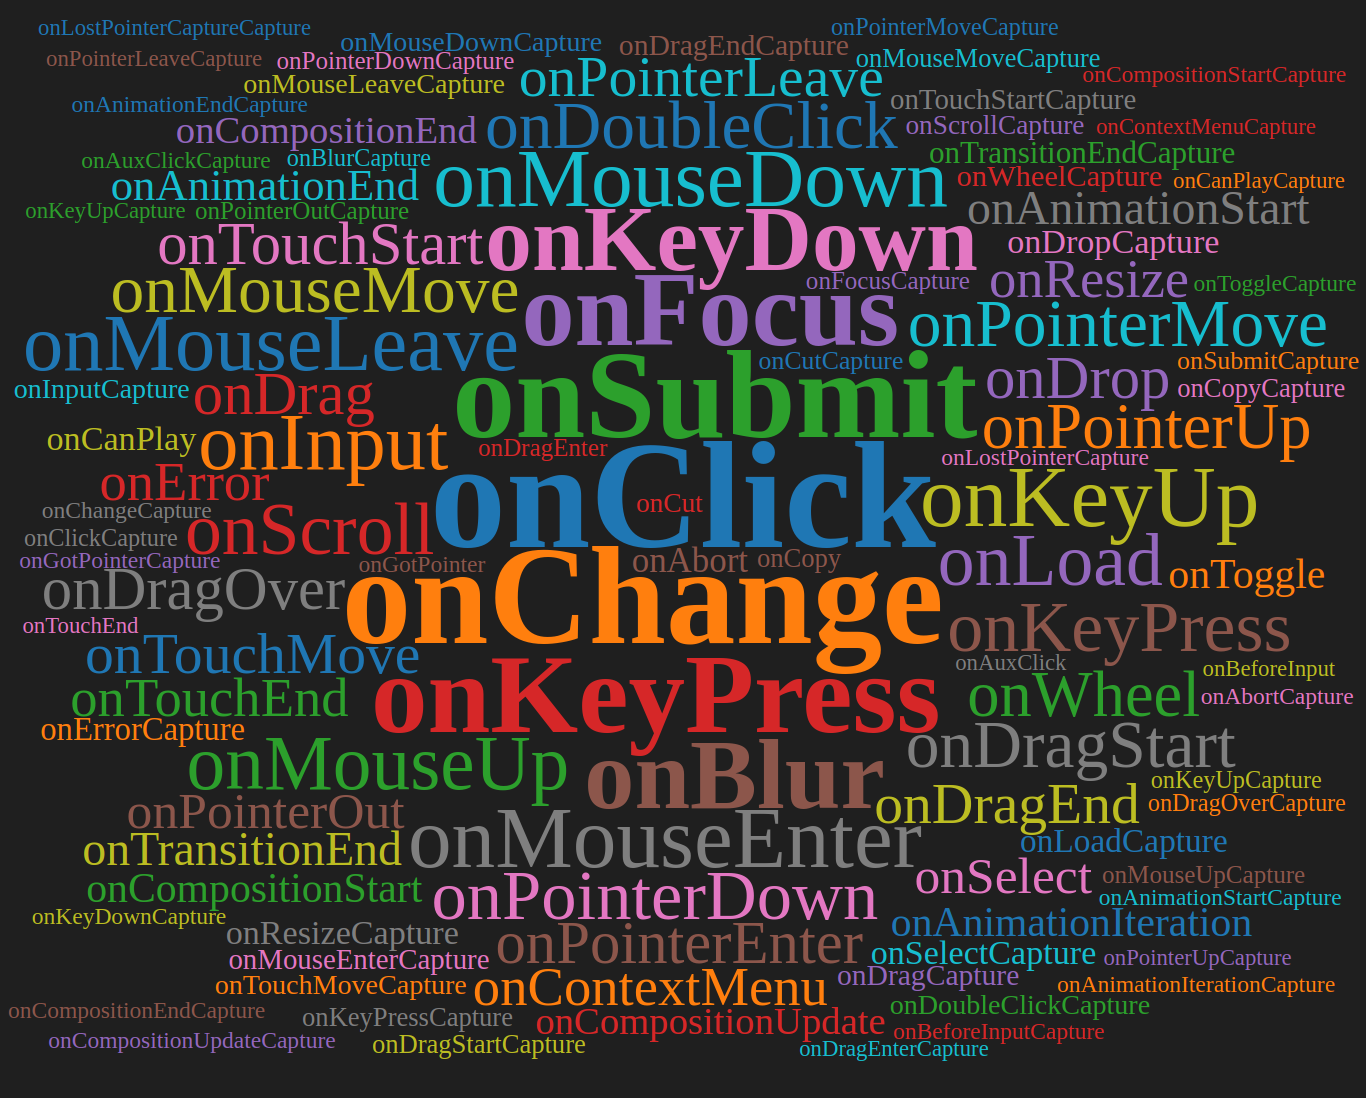 onLostPointerCaptureCapture
onPointerMoveCapture
onMouseDownCapture
onDragEndCapture
onPointerLeaveCapture
onPointerDownCapture
onMouseMoveCapture
onCompositionStartCapture
onMouseLeaveCapture
onPointerLeave
onAnimationEndCapture
onTouchStartCapture
onCompositionEnd
onDoubleClick
onScrollCapture
onContextMenuCapture
onAuxClickCapture
onBlurCapture
onTransitionEndCapture
onAnimationEnd
onMouseDown
onWheelCapture
onCanPlayCapture
onKeyUpCapture
onPointerOutCapture
onAnimationStart
onTouchStart
onKeyDown
onDropCapture
onMouseMove
onFocusCapture
onResize
onToggleCapture
onFocus
onPointerMove
onMouseLeave
onCutCapture
onSubmitCapture
onInputCapture
onDrag
onSubmit
onDrop
onCopyCapture
onCanPlay
onInput
onDragEnter
onPointerUp
onLostPointerCapture
onError
onClick
onCut
onKeyUp
onChangeCapture
onClickCapture
onScroll
onGotPointerCapture
onGotPointer
onAbort
onCopy
onLoad
onToggle
onDragOver
onChange
onTouchEnd
onKeyPress
onTouchMove
onAuxClick
onBeforeInput
onTouchEnd
onKeyPress
onWheel
onAbortCapture
onErrorCapture
onMouseUp
onBlur
onDragStart
onKeyUpCapture
onPointerOut
onDragEnd
onDragOverCapture
onTransitionEnd
onMouseEnter
onLoadCapture
onCompositionStart
onPointerDown
onSelect
onMouseUpCapture
onAnimationStartCapture
onKeyDownCapture
onResizeCapture
onPointerEnter
onAnimationIteration
onMouseEnterCapture
onSelectCapture
onPointerUpCapture
onTouchMoveCapture
onContextMenu
onDragCapture
onAnimationIterationCapture
onCompositionEndCapture
onKeyPressCapture
onCompositionUpdate
onDoubleClickCapture
onBeforeInputCapture
onCompositionUpdateCapture
onDragStartCapture
onDragEnterCapture